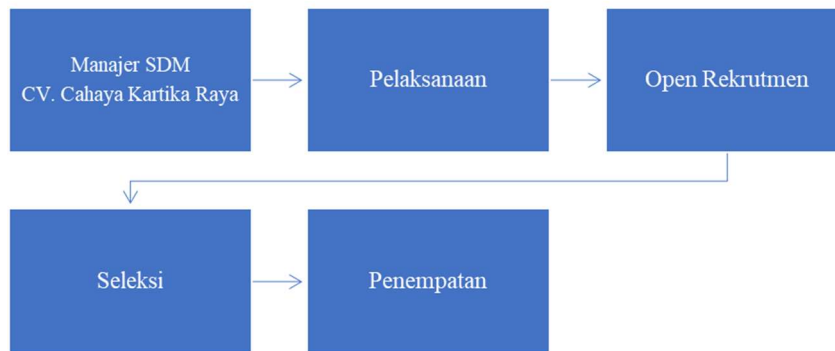 Manajer SDM
CV. Cahaya Kartika Raya
Pelaksanaan
Open Rekrutmen
Seleksi
Penempatan